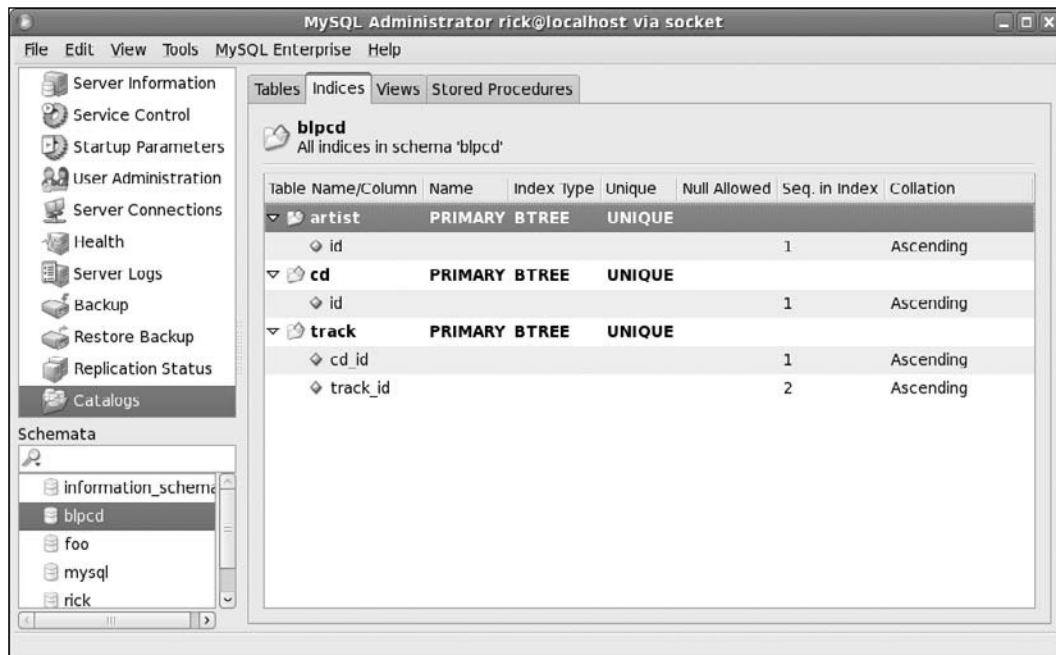 MySQL Administrator rick@localhost via socket
File Edit View Tools MySQL Enterprise Help
Server Information
Service Control
Startup Parameters
User Administration
Server Connections
Health
Server Logs
Backup
Restore Backup
Replication Status
Catalogs
Schemata
information_schema
blpcd
foo
mysql
rick
Tables Indices Views Stored Procedures
blpcd
All indices in schema 'blpcd'
Table Name/Column Name Index Type Unique Null Allowed Seq. in Index Collation
artist PRIMARY BTREE UNIQUE
id 1 Ascending
cd PRIMARY BTREE UNIQUE
id 1 Ascending
track PRIMARY BTREE UNIQUE
cd_id 1 Ascending
track_id 2 Ascending